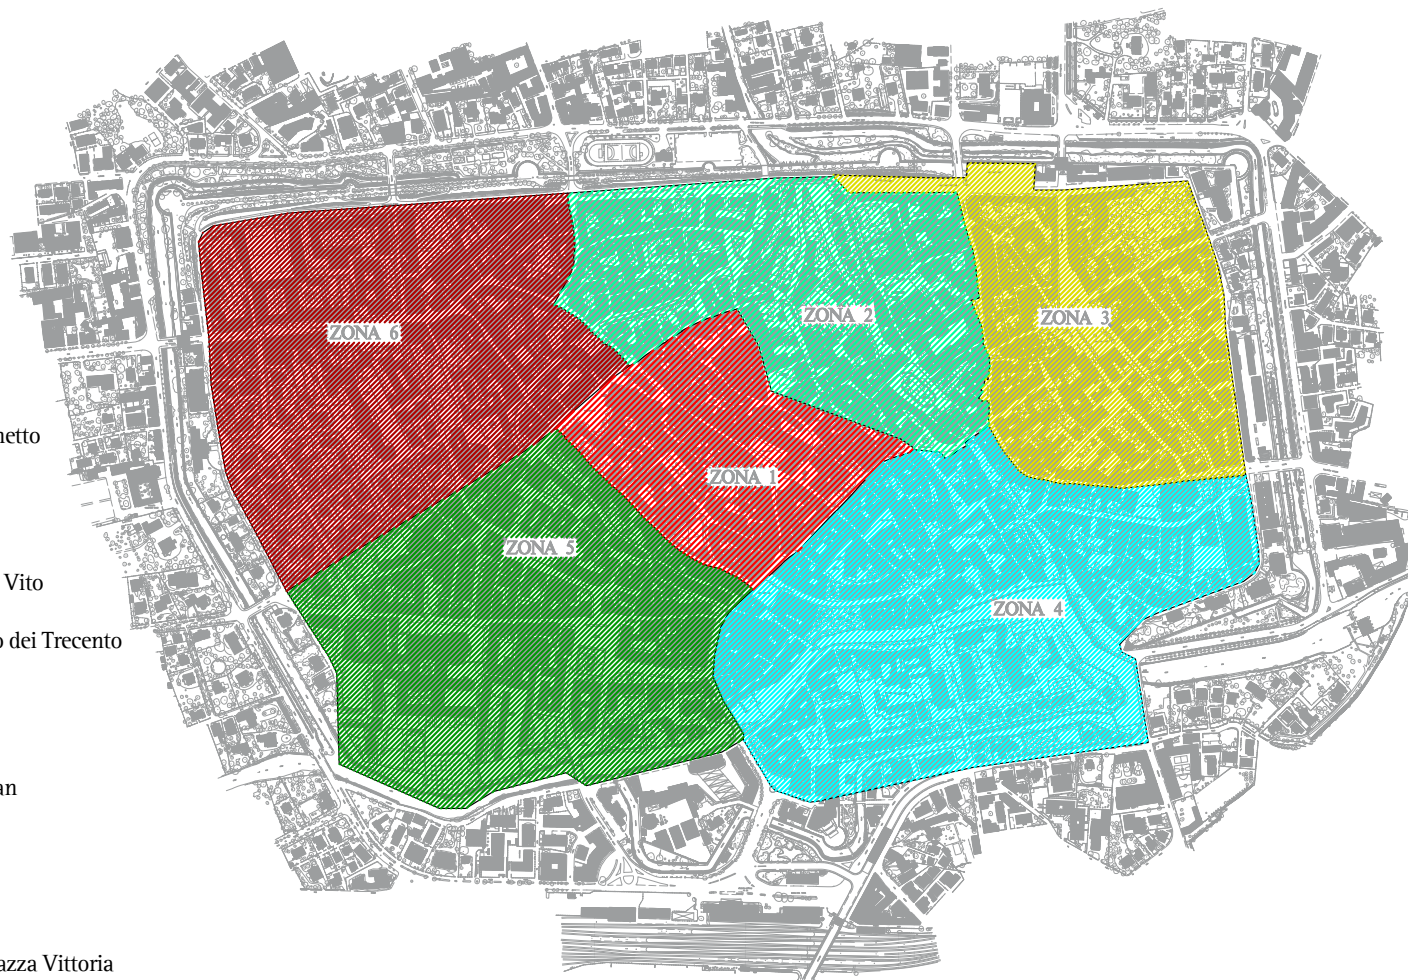 ZONA 2
ZONA 3
ZONA 6
netto
ZONA 1
ZONA 5
Vito
ZONA 4
o dei Trecento
an
azza Vittoria